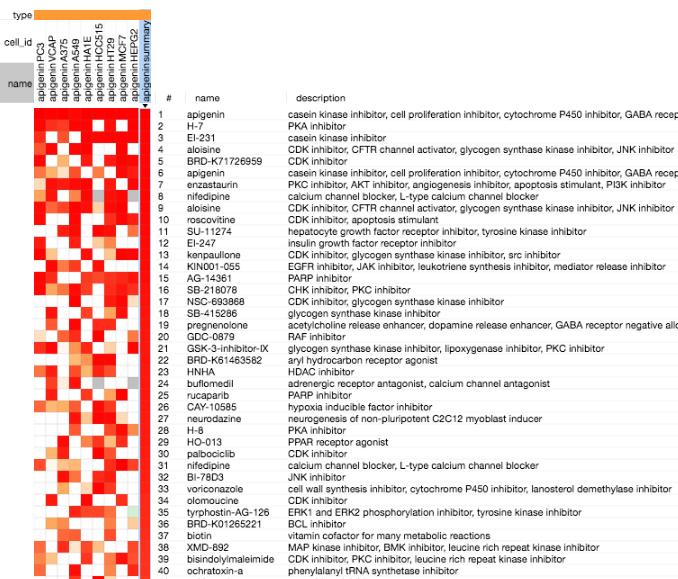 type
cell_id
name
apigenin PC3
apigenin VCAP
apigenin A375
apigenin A549
apigenin HA1E
apigenin HCC515
apigenin HT29
apigenin MCF7
apigenin HEPG2
apigenin summary
# name description
1 apigenin casein kinase inhibitor, cell proliferation inhibitor, cytochrome P450 inhibitor, GABA recep
2 H-7 PKA inhibitor
3 EI-231 casein kinase inhibitor
4 aloisine CDK inhibitor, CFTR channel activator, glycogen synthase kinase inhibitor, JNK inhibitor
5 BRD-K71726959 CDK inhibitor
6 apigenin casein kinase inhibitor, cell proliferation inhibitor, cytochrome P450 inhibitor, GABA recep
7 enzastaurin PKC inhibitor, AKT inhibitor, angiogenesis inhibitor, apoptosis stimulant, PI3K inhibitor
8 nifedipine calcium channel blocker, L-type calcium channel blocker
9 aloisine CDK inhibitor, CFTR channel activator, glycogen synthase kinase inhibitor, JNK inhibitor
10 roscovitine CDK inhibitor, apoptosis stimulant
11 SU-11274 hepatocyte growth factor receptor inhibitor, tyrosine kinase inhibitor
12 EI-247 insulin growth factor receptor inhibitor
13 kenpaullone CDK inhibitor, glycogen synthase kinase inhibitor, src inhibitor
14 KIN001-055 EGFR inhibitor, JAK inhibitor, leukotriene synthesis inhibitor, mediator release inhibitor
15 AG-14361 PARP inhibitor
16 SB-218078 CHK inhibitor, PKC inhibitor
17 NSC-693868 CDK inhibitor, glycogen synthase kinase inhibitor
18 SB-415286 glycogen synthase kinase inhibitor
19 pregnenolone acetylcholine release enhancer, dopamine release enhancer, GABA receptor negative allo
20 GDC-0879 RAF inhibitor
21 GSK-3-inhibitor-IX glycogen synthase kinase inhibitor, lipoxygenase inhibitor, PKC inhibitor
22 BRD-K61463582 aryl hydrocarbon receptor agonist
23 HNHA HDAC inhibitor
24 buflomedil adrenergic receptor antagonist, calcium channel antagonist
25 rucaparib PARP inhibitor
26 CAY-10585 hypoxia inducible factor inhibitor
27 neurodazine neurogenesis of non-pluripotent C2C12 myoblast inducer
28 H-8 PKA inhibitor
29 HO-013 PPAR receptor agonist
30 palbociclib CDK inhibitor
31 nifedipine calcium channel blocker, L-type calcium channel blocker
32 BI-78D3 JNK inhibitor
33 voriconazole cell wall synthesis inhibitor, cytochrome P450 inhibitor, lanosterol demethylase inhibitor
34 olomoucine CDK inhibitor
35 tyrphostin-AG-126 ERK1 and ERK2 phosphorylation inhibitor, tyrosine kinase inhibitor
36 BRD-K01265221 BCL inhibitor
37 biotin vitamin cofactor for many metabolic reactions
38 XMD-892 MAP kinase inhibitor, BMK inhibitor, leucine rich repeat kinase inhibitor
39 bisindolylmaleimide CDK inhibitor, PKC inhibitor, leucine rich repeat kinase inhibitor
40 ochratoxin-a phenylalanyl tRNA synthetase inhibitor